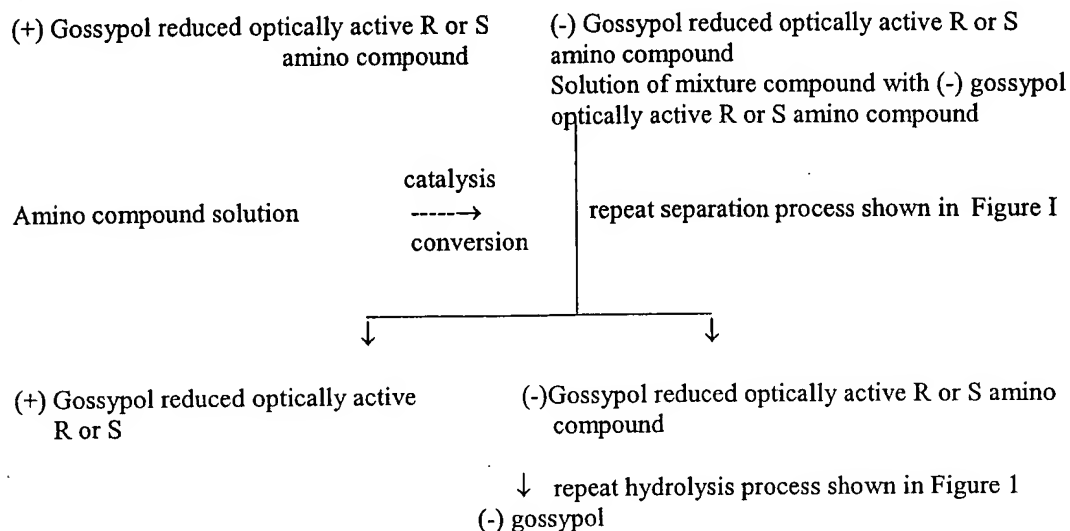 (+) Gossypol reduced optically active R or S
amino compound
(-) Gossypol reduced optically active R or S
amino compound
Solution of mixture compound with (-) gossypol
optically active R or S amino compound
Amino compound solution
catalysis
----→
conversion
repeat separation process shown in Figure I
↓ ↓
(+) Gossypol reduced optically active
R or S
(-)Gossypol reduced optically active R or S amino
compound
↓ repeat hydrolysis process shown in Figure 1
(-) gossypol